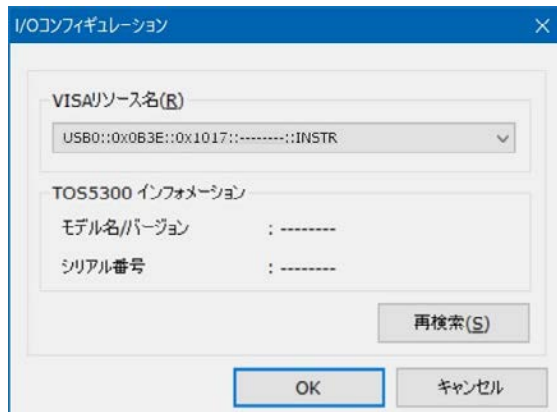 I/Oコンフィギュレーション
VISAリソース名(R)
USB0::0x0B3E::0x1017::--------::INSTR
TOS5300 インフォメーション
モデル名/バージョン : --------
シリアル番号 : --------
再検索(S)
OK キャンセル